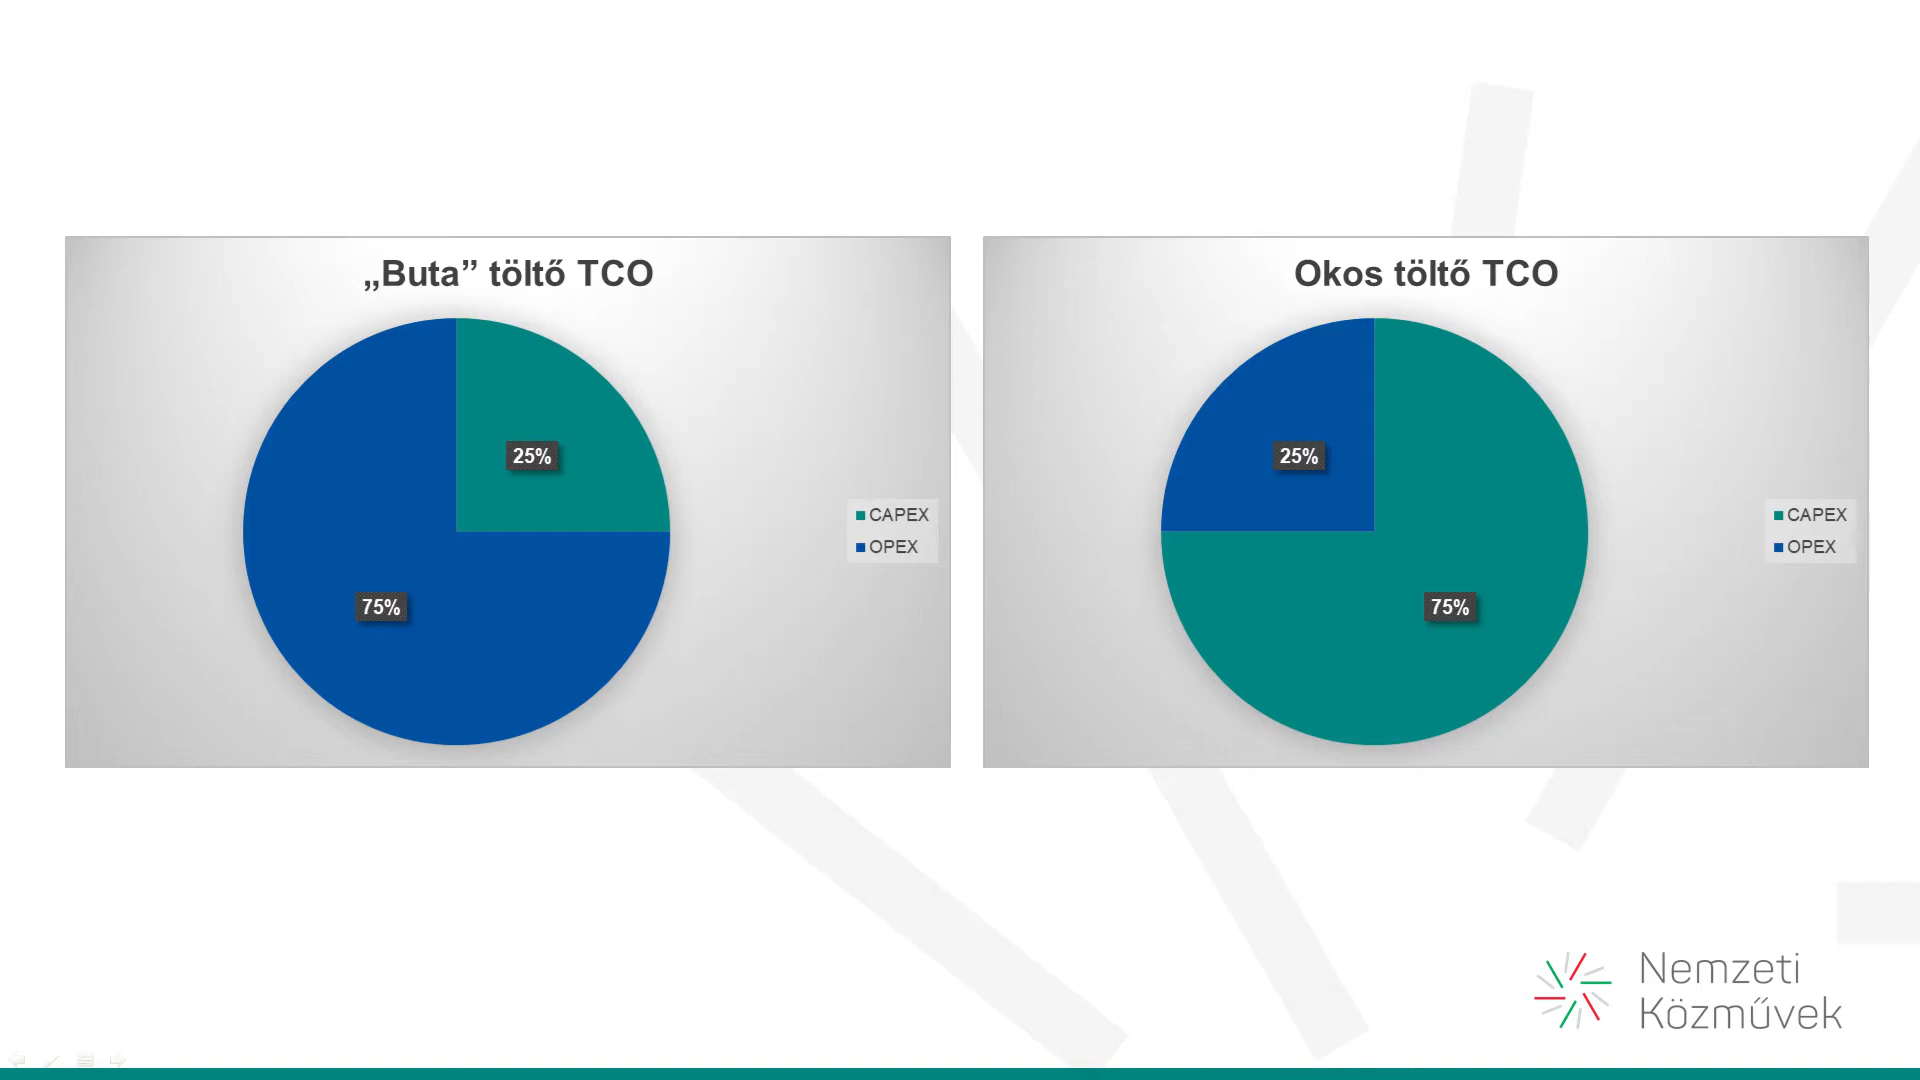 „Buta” töltő TCO
25%
75%
CAPEX
OPEX
Okos töltő TCO
25%
75%
CAPEX
OPEX
Nemzeti
Közművek